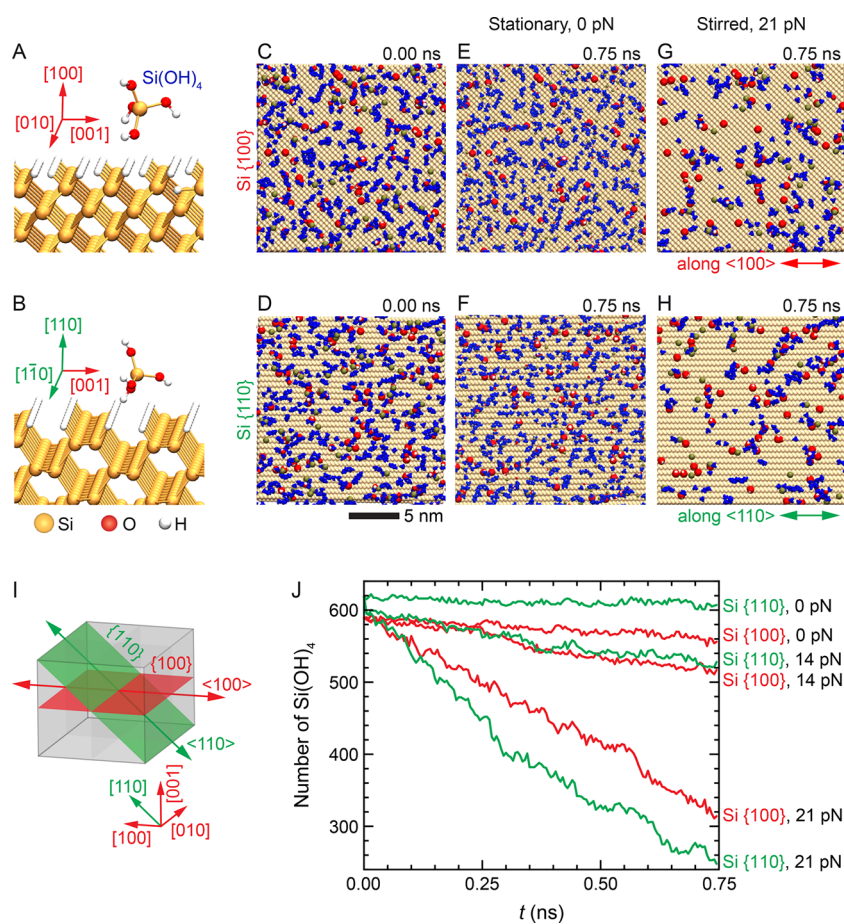 Stationary, 0 pN
Stirred, 21 pN
A
[100]
[010]
[001]
Si(OH)4
C
0.00 ns
E
0.75 ns
G
0.75 ns
Si {100}
along <100>
B
[110]
[11̄0]
[001]
D
0.00 ns
F
0.75 ns
H
0.75 ns
Si {110}
along <110>
Si
O
H
5 nm
I
{110}
{100}
<100>
<110>
[110]
[001]
[100]
[010]
J
Number of Si(OH)4
600
500
400
300
0.00
0.25
0.50
0.75
t (ns)
Si {110}, 0 pN
Si {100}, 0 pN
Si {110}, 14 pN
Si {100}, 14 pN
Si {100}, 21 pN
Si {110}, 21 pN